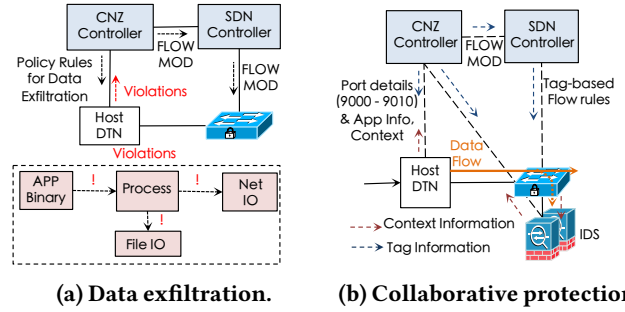 CNZ
Controller
SDN
Controller
FLOW
MOD
Policy Rules
for Data
Exfiltration
Violations
FLOW
MOD
Host
DTN
Violations
APP
Binary
!
Process
!
Net
IO
!
File IO
(a) Data exfiltration.
CNZ
Controller
SDN
Controller
FLOW
MOD
Port details
(9000 - 9010)
& App Info,
Context
Tag-based
Flow rules
Data
Flow
Host
DTN
Context Information
Tag Information
IDS
(b) Collaborative protection